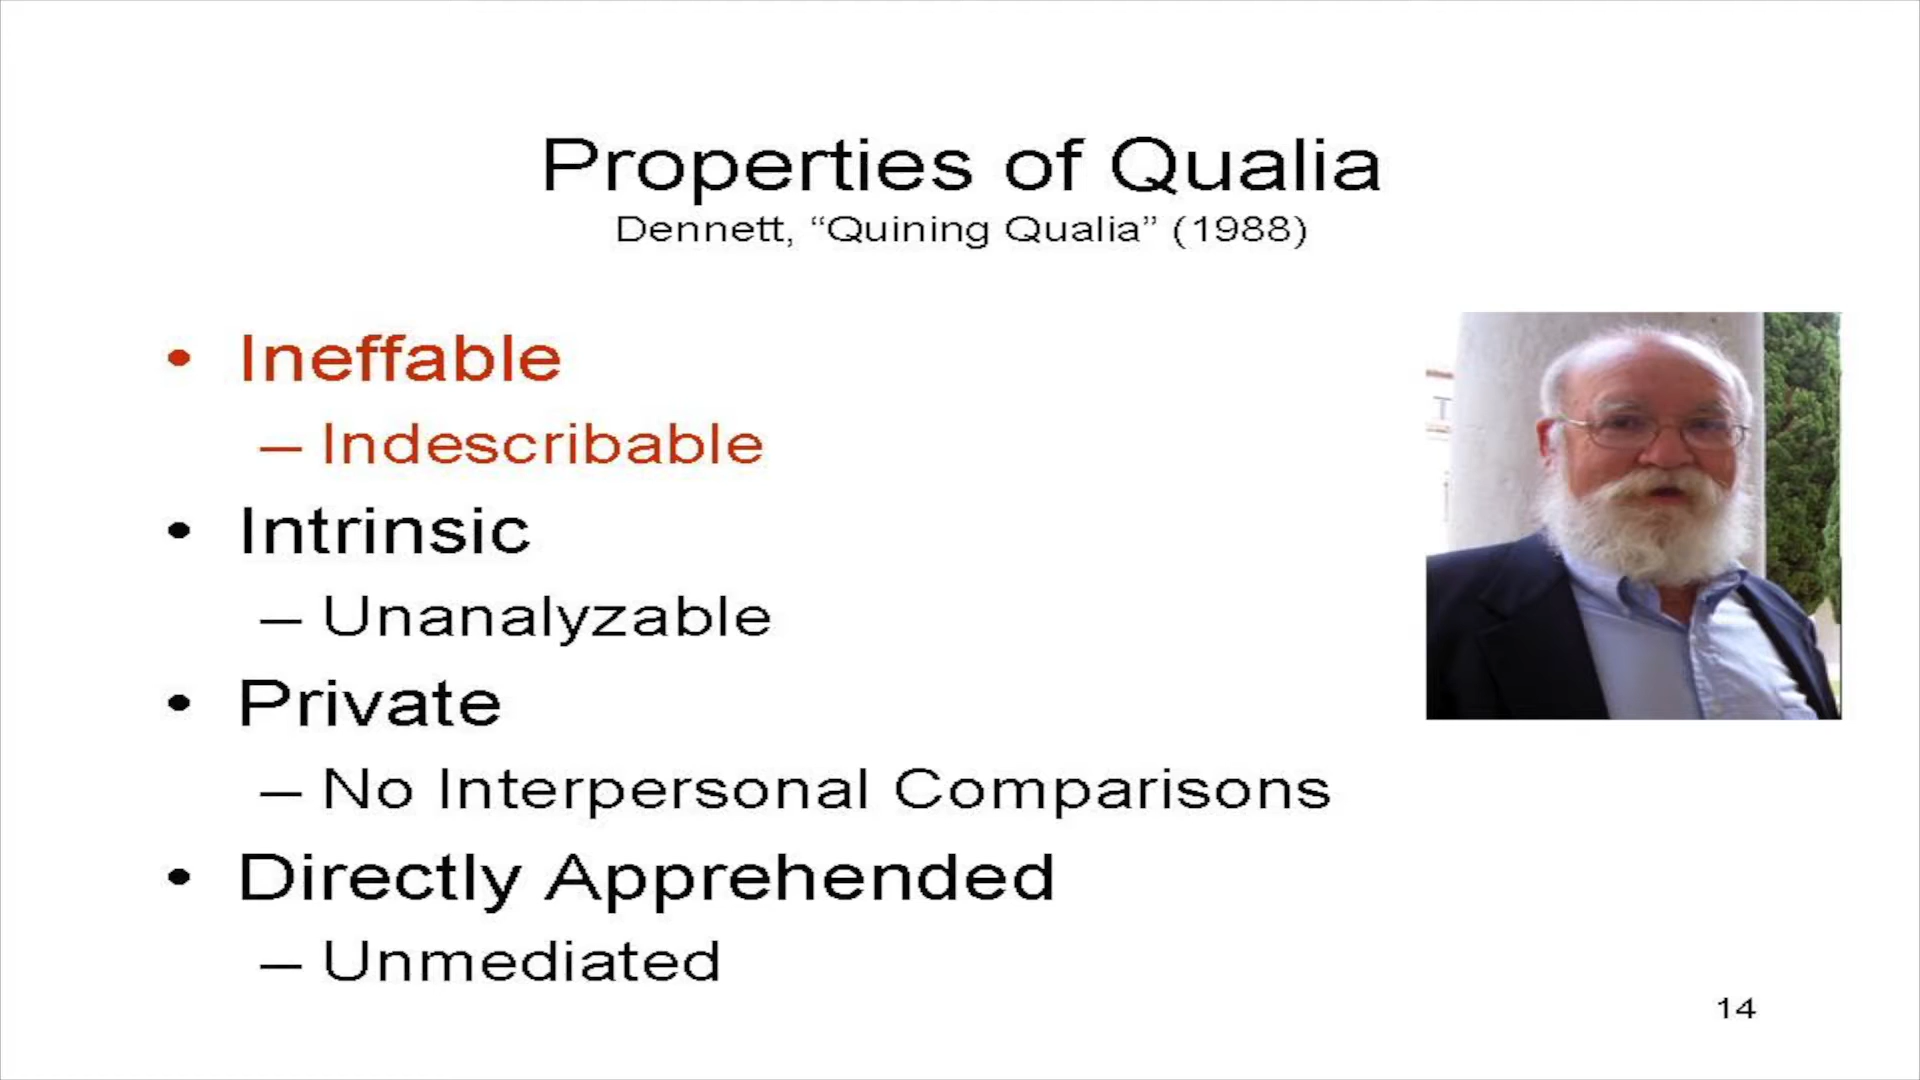 Properties of Qualia
Dennett, “Quining Qualia” (1988)
• Ineffable
– Indescribable
• Intrinsic
– Unanalyzable
• Private
– No Interpersonal Comparisons
• Directly Apprehended
– Unmediated
14